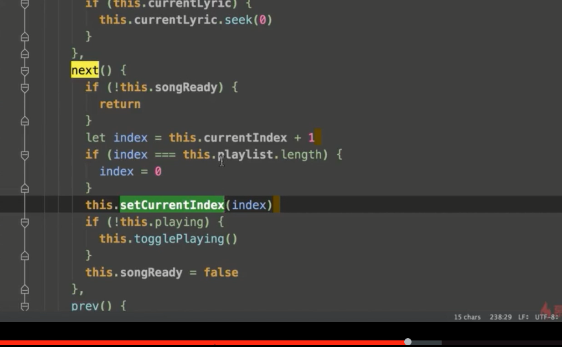 if (this.currentLyric) {
this.currentLyric.seek(0)
}
},
next() {
if (!this.songReady) {
return
}
let index = this.currentIndex + 1
if (index === this.playlist.length) {
index = 0
}
this.setCurrentIndex(index)
if (!this.playing) {
this.togglePlaying()
}
this.songReady = false
},
prev() {
15 chars 238:29 LF: UTF-8: